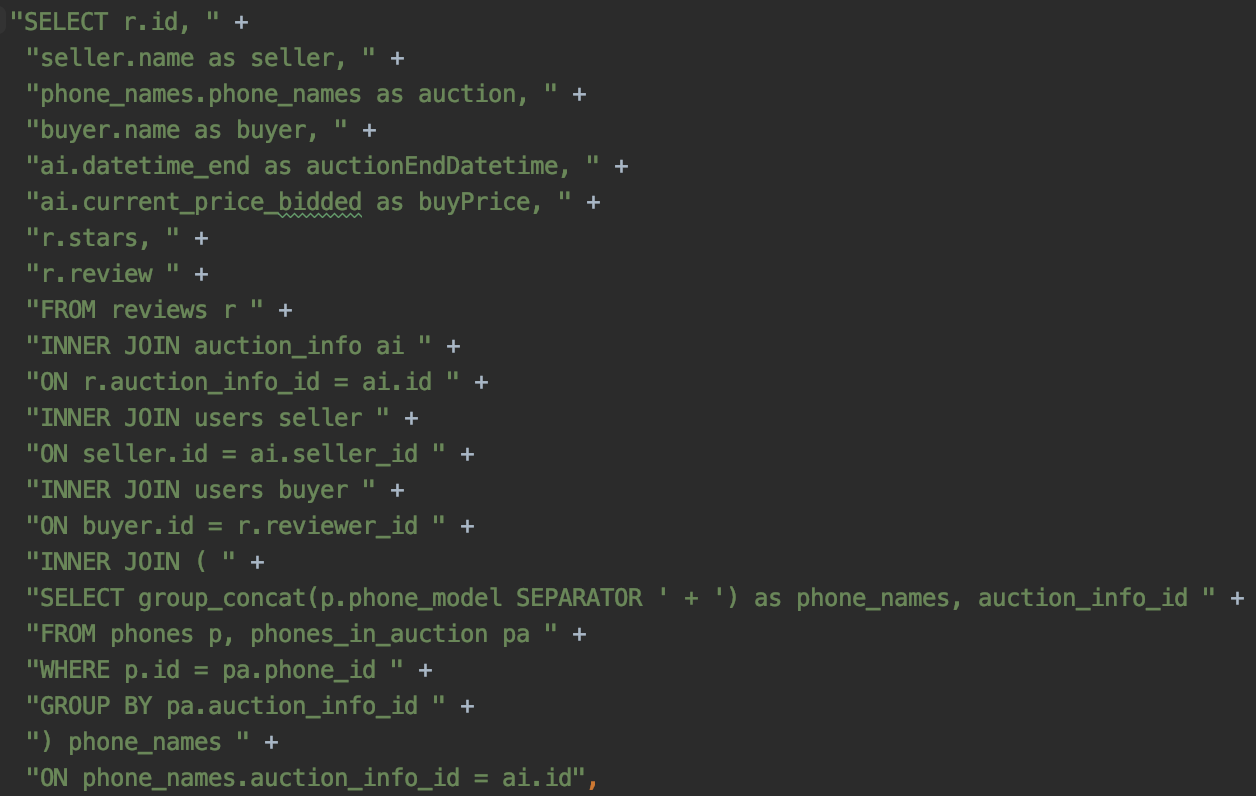 "SELECT r.id, " +
"seller.name as seller, " +
"phone_names.phone_names as auction, " +
"buyer.name as buyer, " +
"ai.datetime_end as auctionEndDatetime, " +
"ai.current_price_bidded as buyPrice, " +
"r.stars, " +
"r.review " +
"FROM reviews r " +
"INNER JOIN auction_info ai " +
"ON r.auction_info_id = ai.id " +
"INNER JOIN users seller " +
"ON seller.id = ai.seller_id " +
"INNER JOIN users buyer " +
"ON buyer.id = r.reviewer_id " +
"INNER JOIN ( " +
"SELECT group_concat(p.phone_model SEPARATOR ' + ') as phone_names, auction_info_id " +
"FROM phones p, phones_in_auction pa " +
"WHERE p.id = pa.phone_id " +
"GROUP BY pa.auction_info_id " +
") phone_names " +
"ON phone_names.auction_info_id = ai.id",